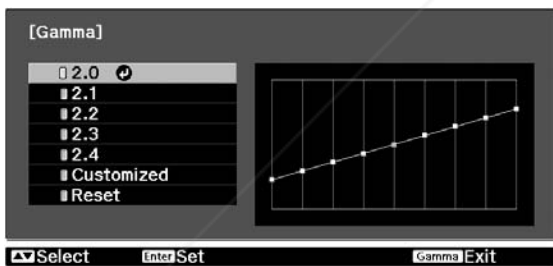 [Gamma]
2.0
2.1
2.2
2.3
2.4
Customized
Reset
Select Enter Set Gamma Exit